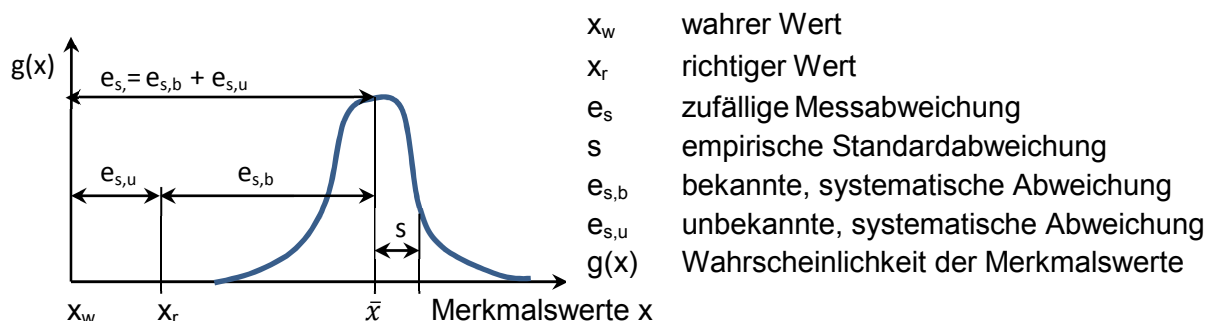 g(x)
e_s,= e_s,b + e_s,u
e_s,u
e_s,b
s
x_w
x_r
x̄
Merkmalswerte x
x_w wahrer Wert
x_r richtiger Wert
e_s zufällige Messabweichung
s empirische Standardabweichung
e_s,b bekannte, systematische Abweichung
e_s,u unbekannte, systematische Abweichung
g(x) Wahrscheinlichkeit der Merkmalswerte